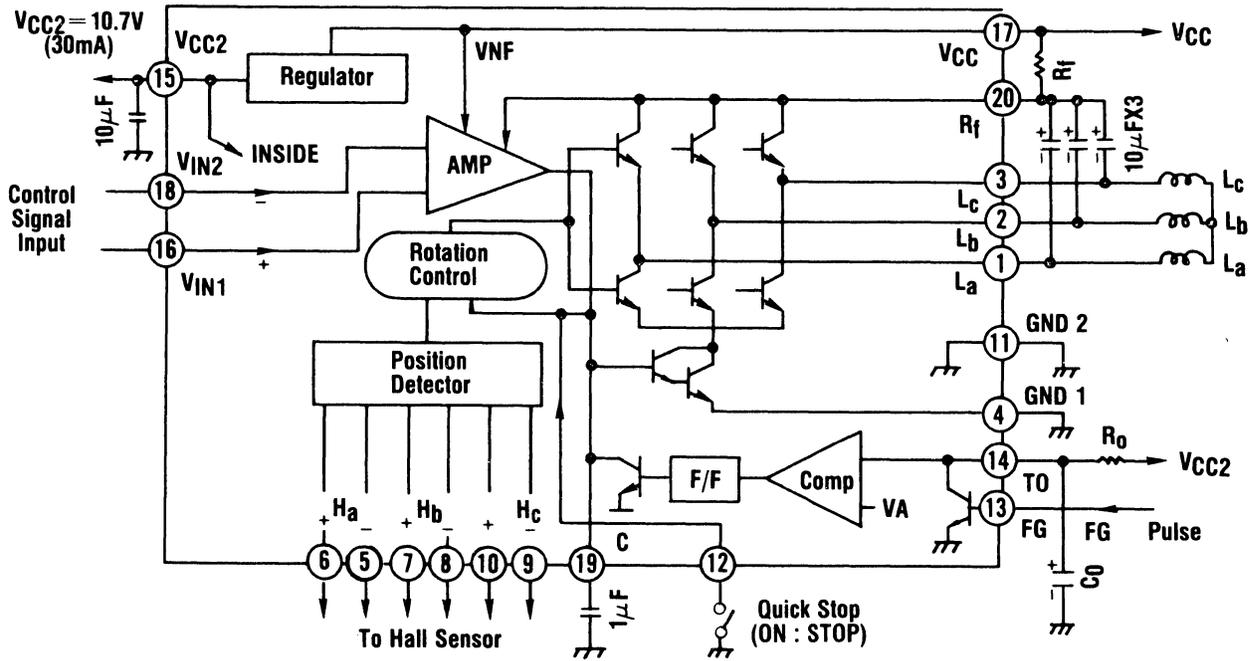 VCC2 = 10.7V
(30mA)
VCC2
15
Regulator
VNF
17
VCC
VCC
Rf
20
Rf
10μF
INSIDE
AMP
10μFX3
+
−
+
−
+
−
Control
Signal
Input
VIN2
18
−
16
+
VIN1
3
Lc
Lc
2
Lb
Lb
1
La
La
Rotation
Control
Position
Detector
11
GND 2
4
GND 1
Ha
+
−
Hb
+
−
Hc
+
−
F/F
Comp
VA
14
TO
Ro
VCC2
13
FG
FG
Pulse
+
−
C0
6
5
7
8
10
9
19
C
12
To Hall Sensor
1μF
Quick Stop
(ON : STOP)